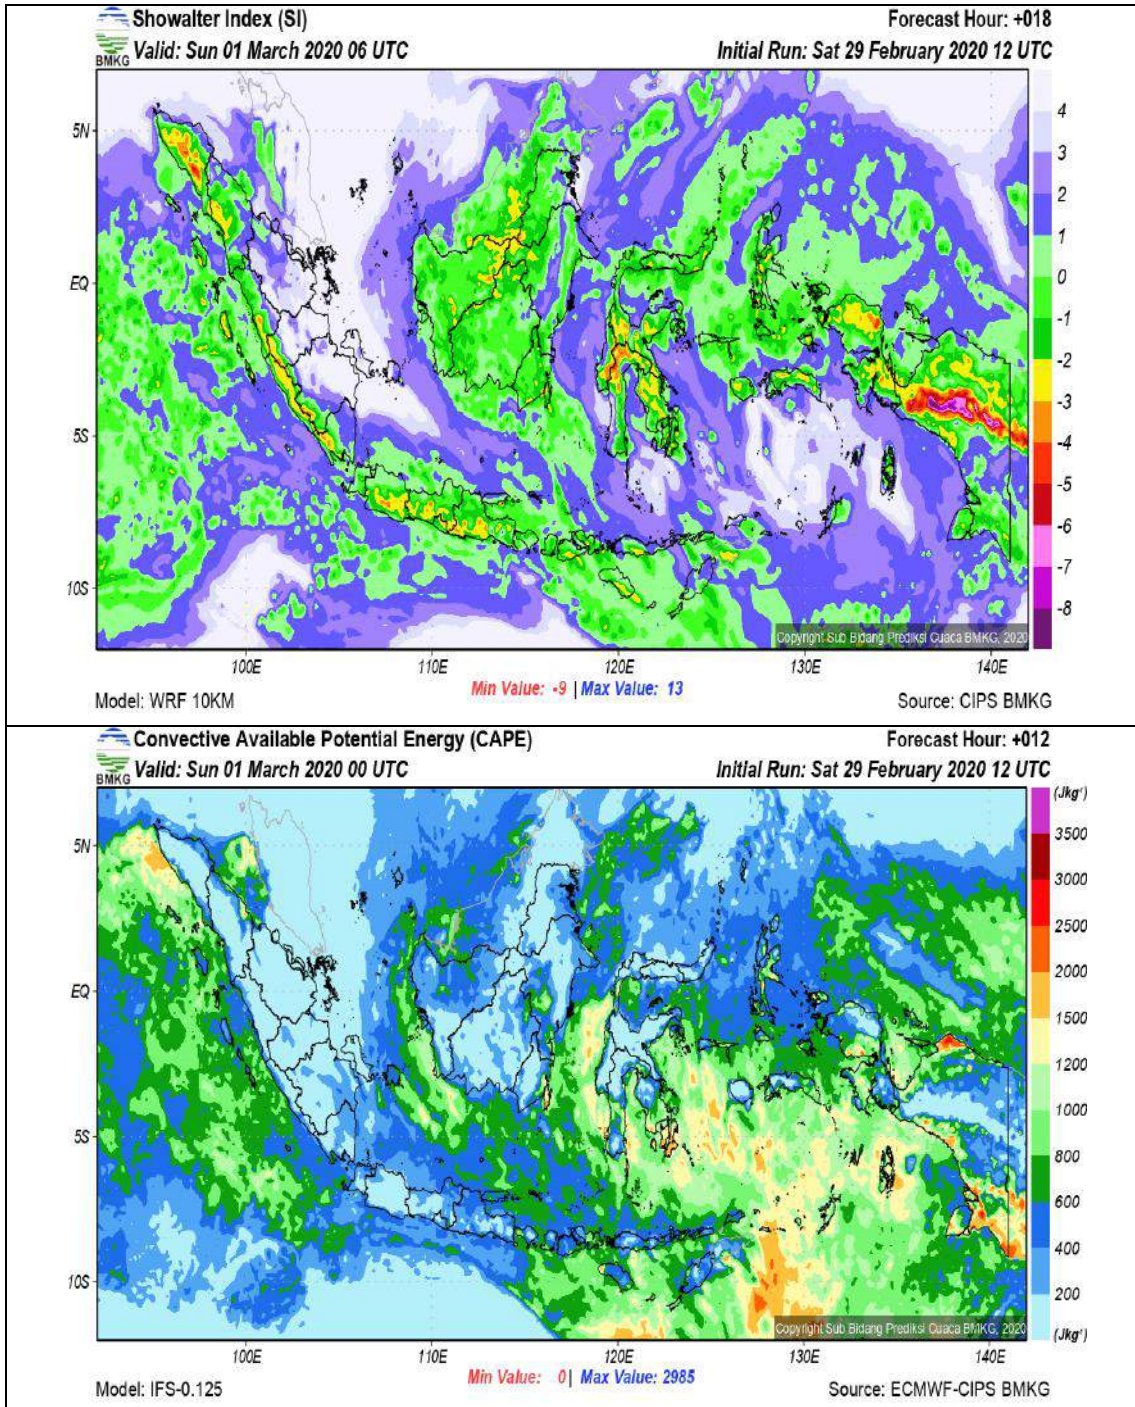 Showalter Index (SI) Forecast Hour: +018
BMKG Valid: Sun 01 March 2020 06 UTC Initial Run: Sat 29 February 2020 12 UTC
5N
EQ
5S
10S
4
3
2
1
0
-1
-2
-3
-4
-5
-6
-7
-8
Copyright Sub Bidang Prediksi Cuaca BMKG, 2020
100E 110E 120E 130E 140E
Min Value: -9 | Max Value: 13
Model: WRF 10KM Source: CIPS BMKG
Convective Available Potential Energy (CAPE) Forecast Hour: +012
BMKG Valid: Sun 01 March 2020 00 UTC Initial Run: Sat 29 February 2020 12 UTC
5N
EQ
5S
10S
(Jkg¹)
3500
3000
2500
2000
1500
1200
1000
800
600
400
200
(Jkg¹)
Copyright Sub Bidang Prediksi Cuaca BMKG, 2020
100E 110E 120E 130E 140E
Min Value: 0 | Max Value: 2985
Model: IFS-0.125 Source: ECMWF-CIPS BMKG